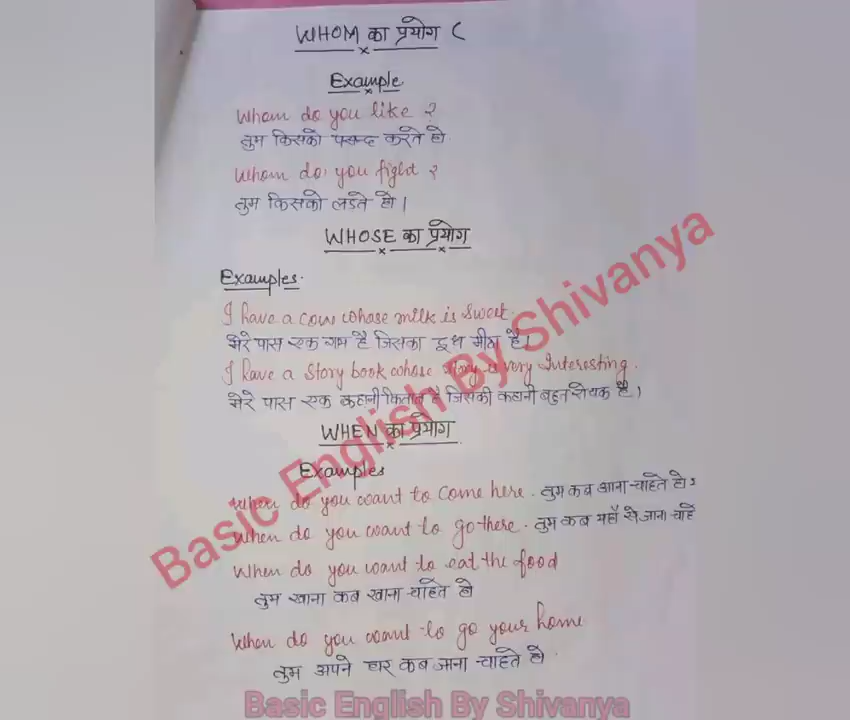 WHOM का प्रयोग (
Example
Whom do you like ?
तुम किसको पसन्द करते हो
Whom do you fight ?
तुम किसको लडते हो।
WHOSE का प्रयोग
Examples.
I have a cow whose milk is sweet.
मेरे पास एक गाय है जिसका दूध मीठा है।
I have a story book whose story is very interesting.
मेरे पास एक कहानी किताब है जिसकी कहानी बहुत रोचक है।
WHEN का प्रयोग
Examples
When do you want to come here. तुम कब आना चाहते हो?
When do you want to go there. तुम कब यहाँ से जाना चाहे
When do you want to eat the food
तुम खाना कब खाना चाहते हो
When do you want to go your home
तुम अपने घर कब जाना चाहते हो.
Basic English By Shivanya
Basic English By Shivanya